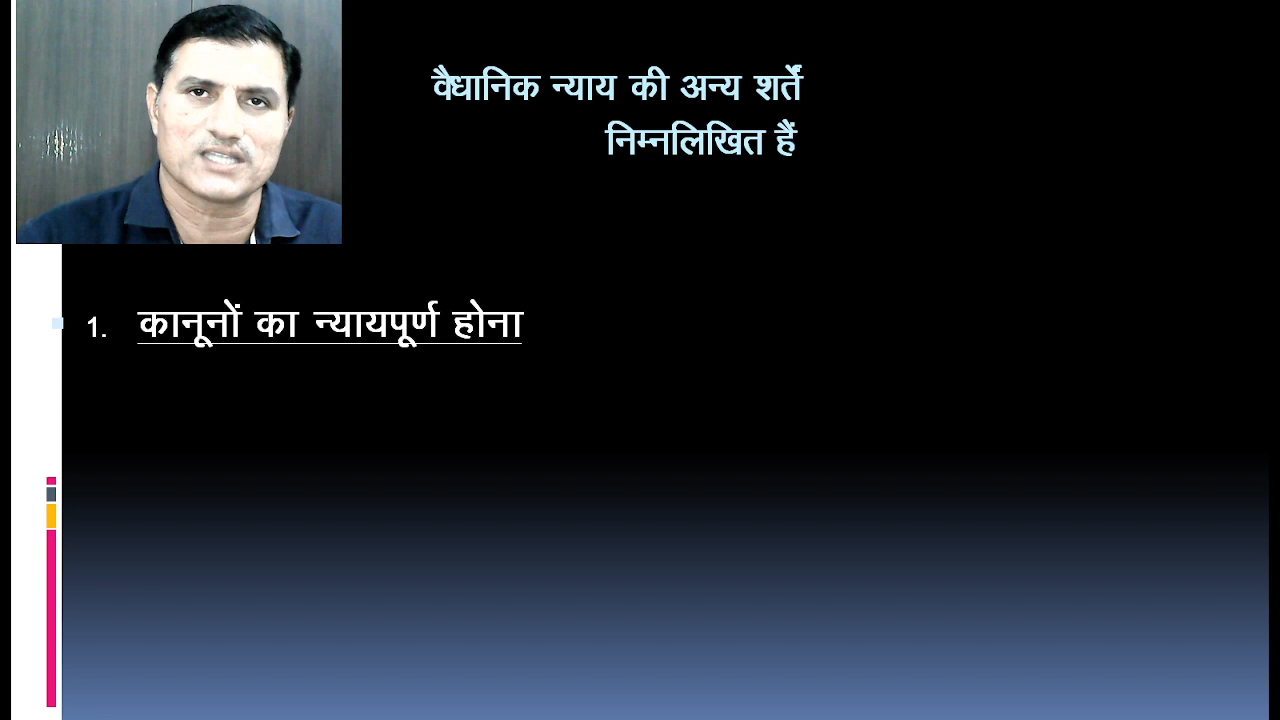 वैधानिक न्याय की अन्य शर्तें
निम्नलिखित हैं
1. कानूनों का न्यायपूर्ण होना